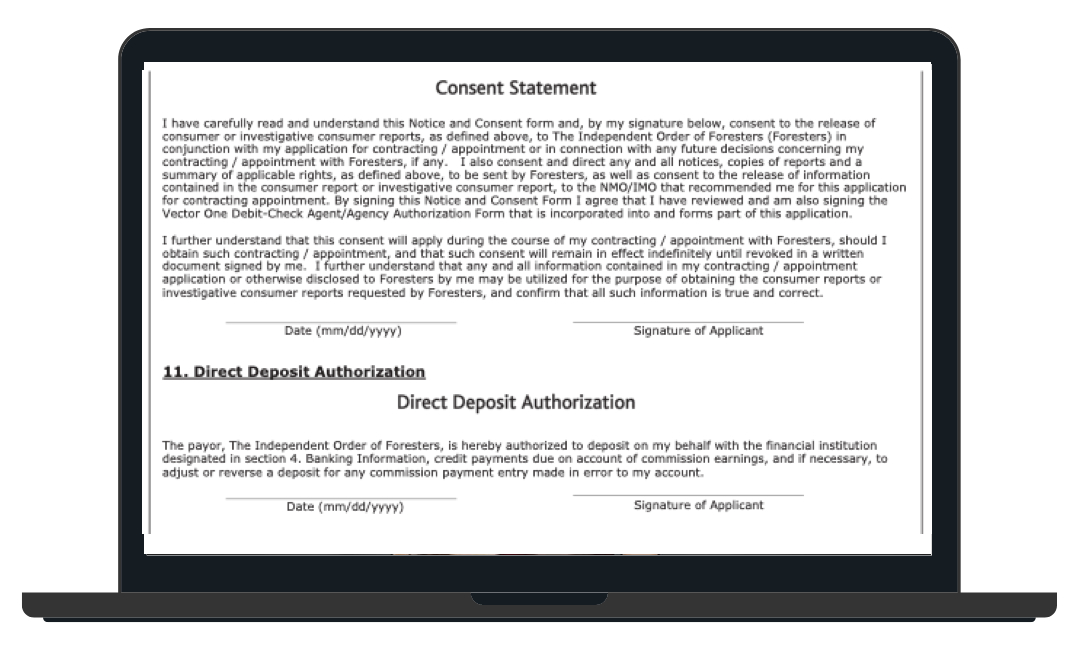 Consent Statement
I have carefully read and understand this Notice and Consent form and, by my signature below, consent to the release of
consumer or investigative consumer reports, as defined above, to The Independent Order of Foresters (Foresters) in
conjunction with my application for contracting / appointment or in connection with any future decisions concerning my
contracting / appointment with Foresters, if any.   I also consent and direct any and all notices, copies of reports and a
summary of applicable rights, as defined above, to be sent by Foresters, as well as consent to the release of information
contained in the consumer report or investigative consumer report, to the NMO/IMO that recommended me for this application
for contracting appointment. By signing this Notice and Consent Form I agree that I have reviewed and am also signing the
Vector One Debit-Check Agent/Agency Authorization Form that is incorporated into and forms part of this application.
I further understand that this consent will apply during the course of my contracting / appointment with Foresters, should I
obtain such contracting / appointment, and that such consent will remain in effect indefinitely until revoked in a written
document signed by me.  I further understand that any and all information contained in my contracting / appointment
application or otherwise disclosed to Foresters by me may be utilized for the purpose of obtaining the consumer reports or
investigative consumer reports requested by Foresters, and confirm that all such information is true and correct.
Date (mm/dd/yyyy) Signature of Applicant
11. Direct Deposit Authorization
Direct Deposit Authorization
The payor, The Independent Order of Foresters, is hereby authorized to deposit on my behalf with the financial institution
designated in section 4. Banking Information, credit payments due on account of commission earnings, and if necessary, to
adjust or reverse a deposit for any commission payment entry made in error to my account.
Date (mm/dd/yyyy) Signature of Applicant